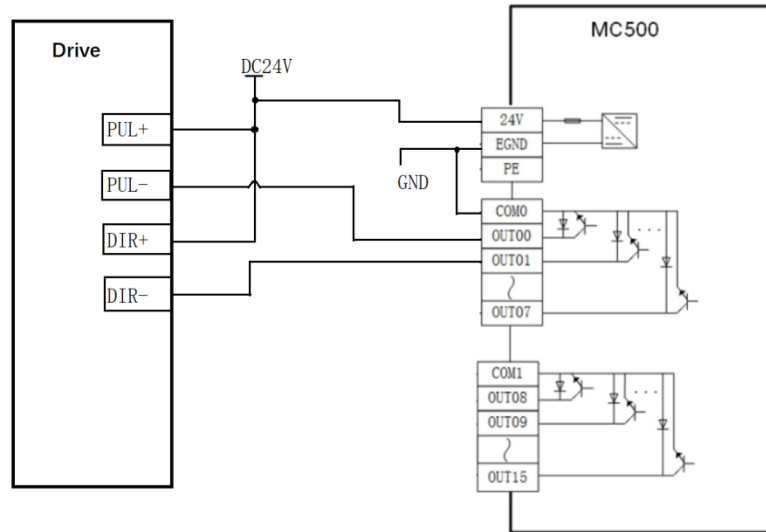 Drive
MC500
DC24V
PUL+
PUL-
DIR+
DIR-
GND
24V
EGND
PE
COM0
OUT00
OUT01
OUT07
COM1
OUT08
OUT09
OUT15